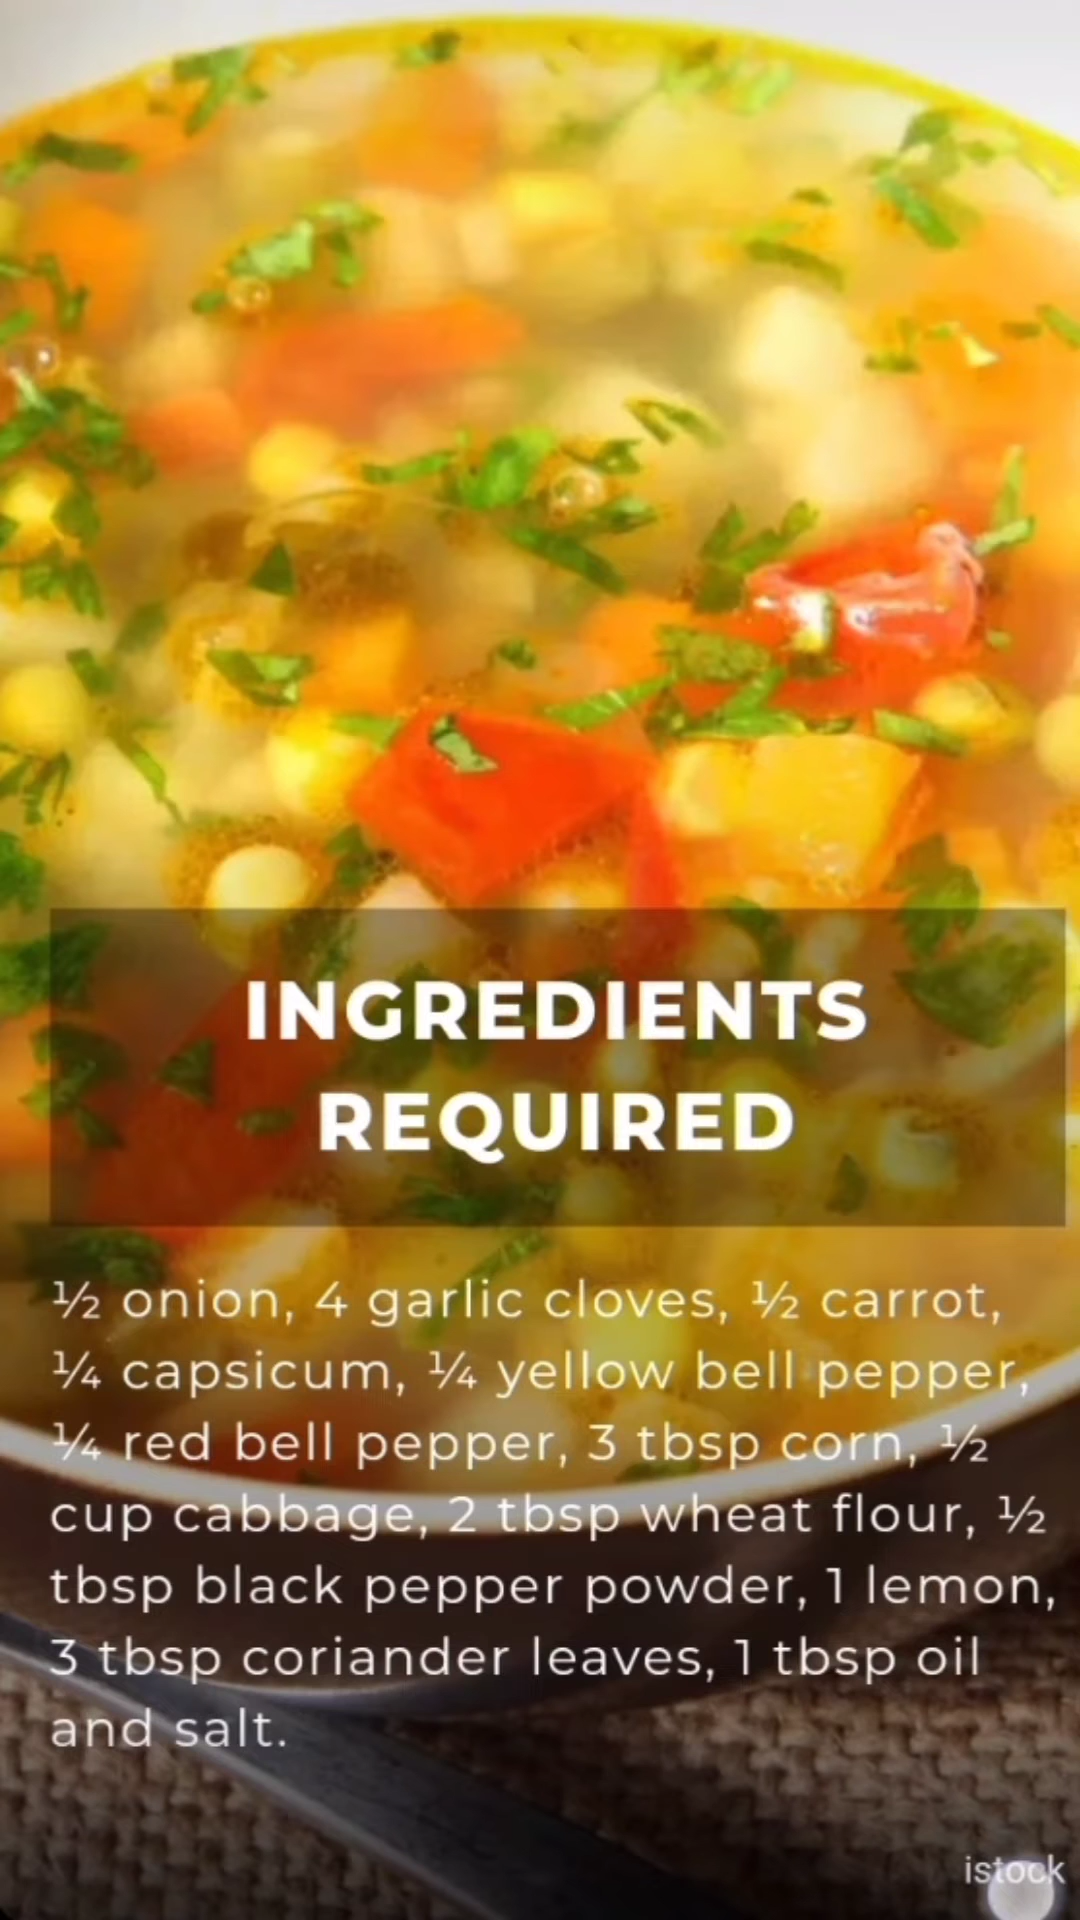 INGREDIENTS
REQUIRED
½ onion, 4 garlic cloves, ½ carrot,
¼ capsicum, ¼ yellow bell pepper,
¼ red bell pepper, 3 tbsp corn, ½
cup cabbage, 2 tbsp wheat flour, ½
tbsp black pepper powder, 1 lemon,
3 tbsp coriander leaves, 1 tbsp oil
and salt.
istock